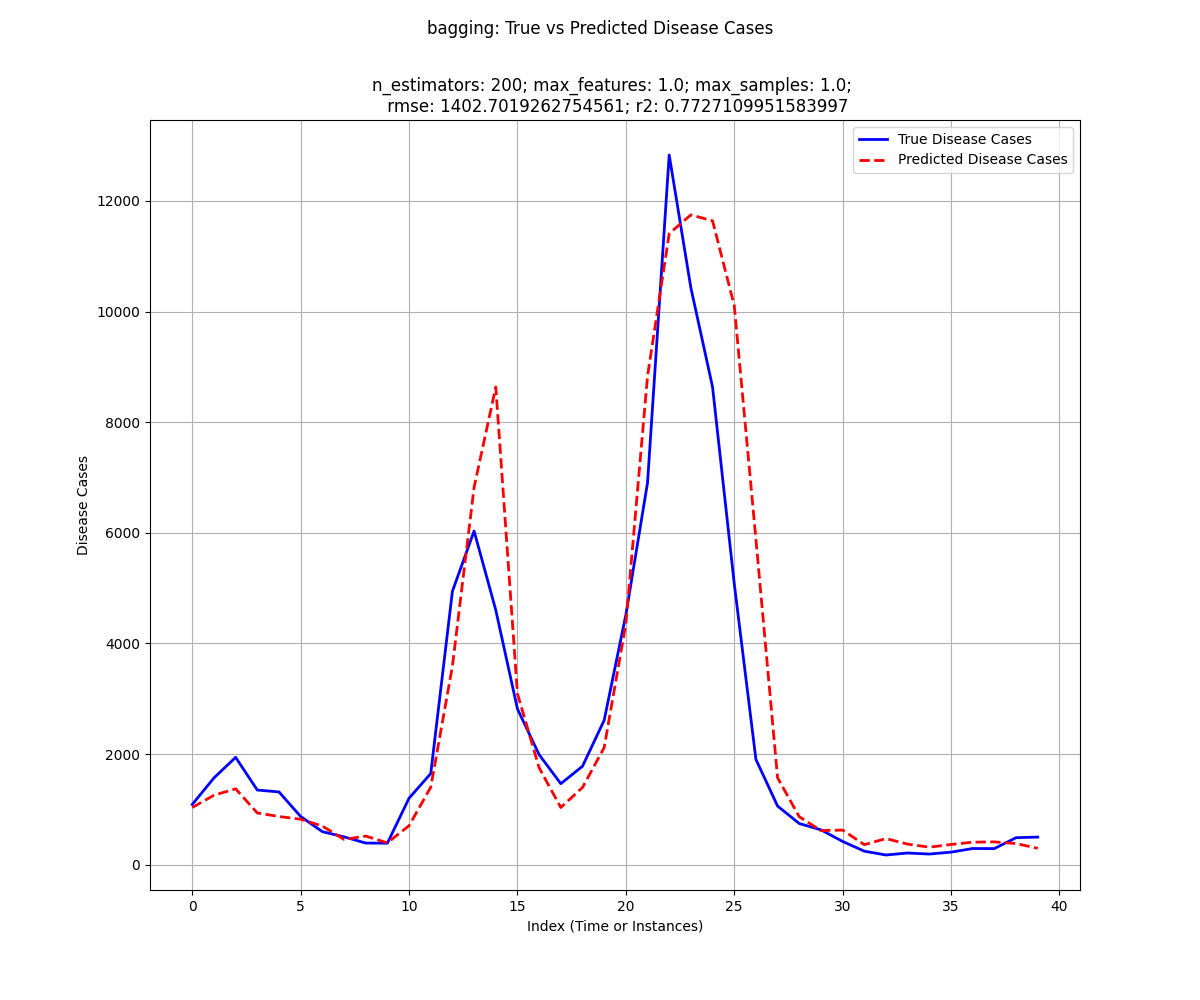 bagging: True vs Predicted Disease Cases
n_estimators: 200; max_features: 1.0; max_samples: 1.0;
rmse: 1402.7019262754561; r2: 0.7727109951583997
True Disease Cases
Predicted Disease Cases
12000
10000
8000
6000
4000
2000
0
Disease Cases
0 5 10 15 20 25 30 35 40
Index (Time or Instances)